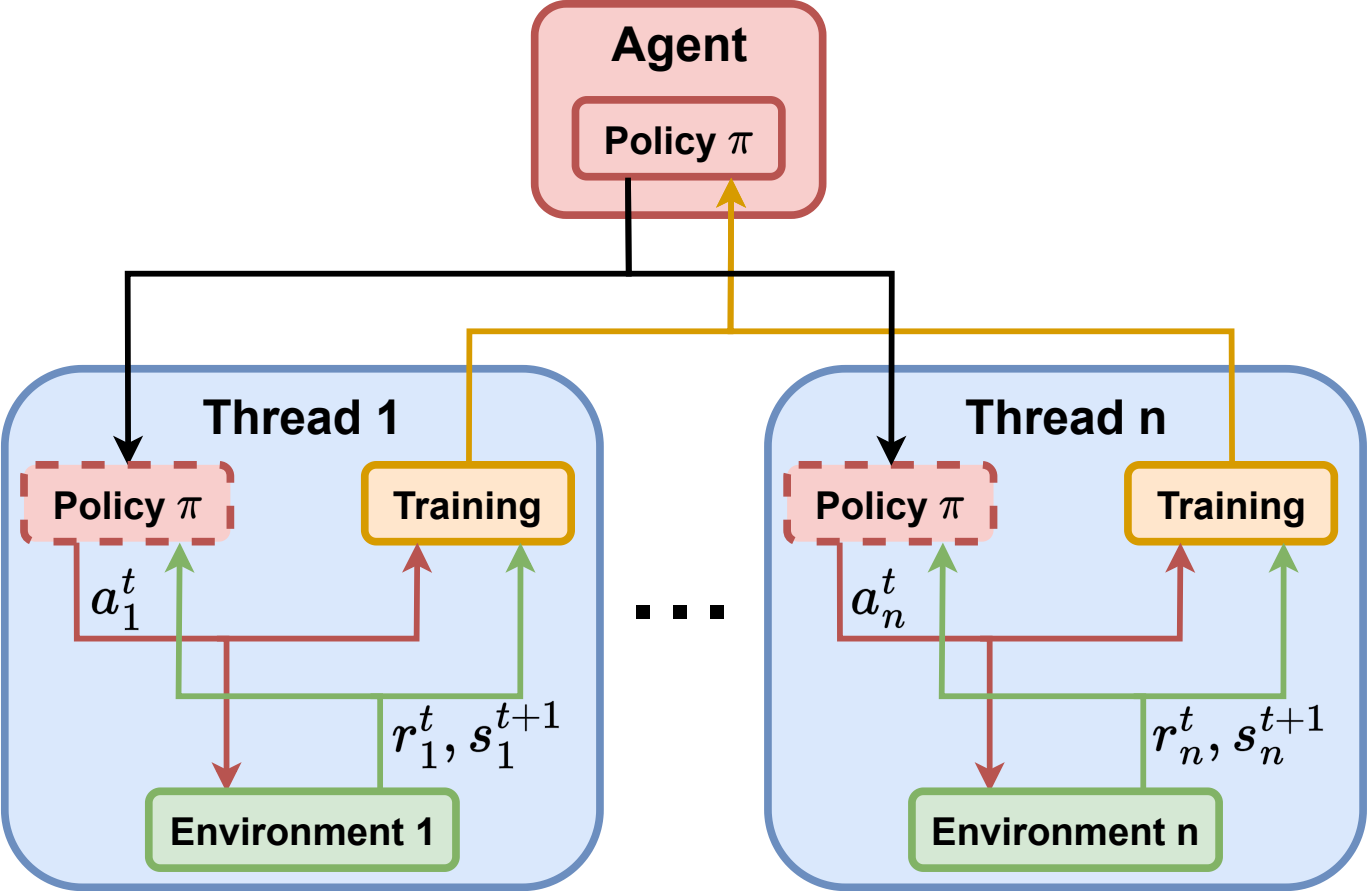 Agent
Policy π
Thread 1
Policy π
Training
a_1^t
r_1^t, s_1^{t+1}
Environment 1
...
Thread n
Policy π
Training
a_n^t
r_n^t, s_n^{t+1}
Environment n